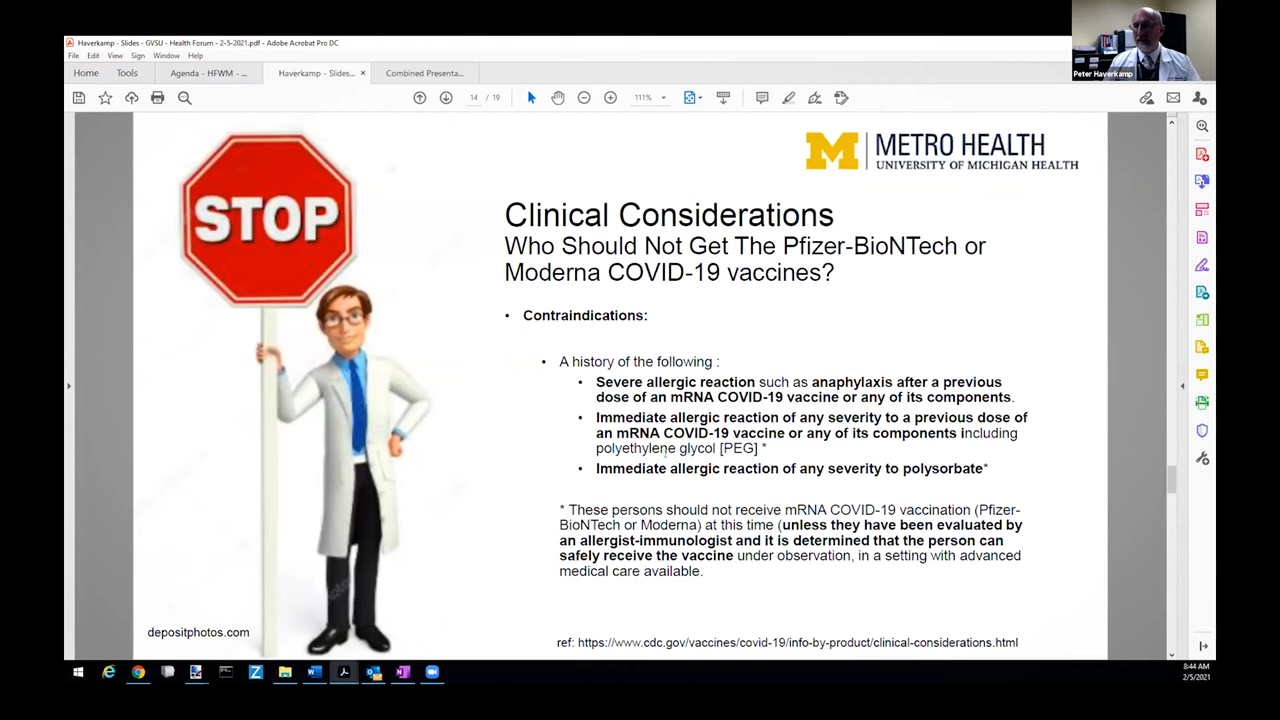 Haverkamp - Slides - GVSU - Health Forum - 2-5-2021.pdf - Adobe Acrobat Pro DC
File Edit View Sign Window Help
Home Tools Agenda - HFWM - ... Haverkamp - Slides... × Combined Presenta...
14 / 19 111%
Peter Haverkamp
STOP
M METRO HEALTH
UNIVERSITY OF MICHIGAN HEALTH
Clinical Considerations
Who Should Not Get The Pfizer-BioNTech or
Moderna COVID-19 vaccines?
• Contraindications:
• A history of the following :
• Severe allergic reaction such as anaphylaxis after a previous
dose of an mRNA COVID-19 vaccine or any of its components.
• Immediate allergic reaction of any severity to a previous dose of
an mRNA COVID-19 vaccine or any of its components including
polyethylene glycol [PEG] *
• Immediate allergic reaction of any severity to polysorbate*
* These persons should not receive mRNA COVID-19 vaccination (Pfizer-
BioNTech or Moderna) at this time (unless they have been evaluated by
an allergist-immunologist and it is determined that the person can
safely receive the vaccine under observation, in a setting with advanced
medical care available.
depositphotos.com
ref: https://www.cdc.gov/vaccines/covid-19/info-by-product/clinical-considerations.html
8:44 AM
2/5/2021